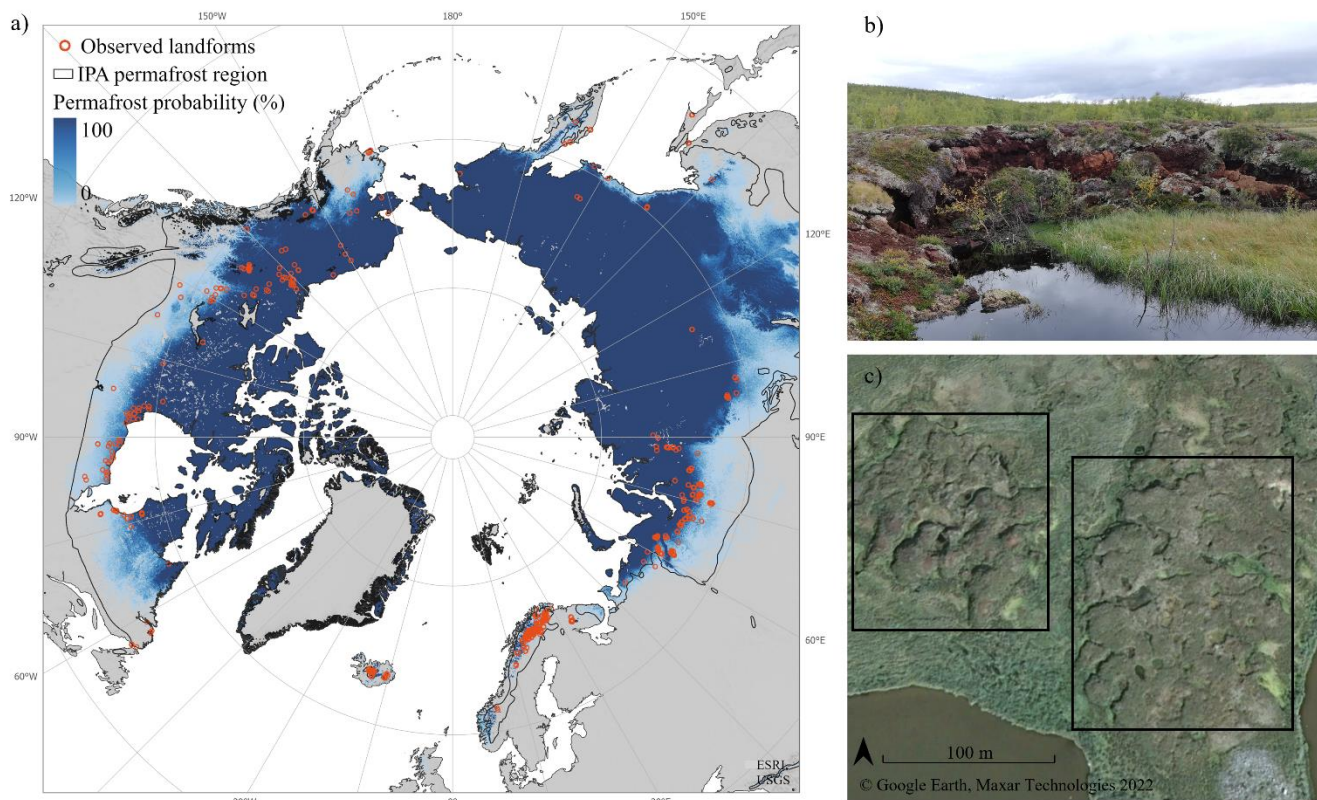 a)
150°W
180°
150°E
Observed landforms
IPA permafrost region
Permafrost probability (%)
100
0
120°W
120°E
90°W
90°E
60°W
60°E
ESRI,
USGS
0°
b)
c)
100 m
© Google Earth, Maxar Technologies 2022